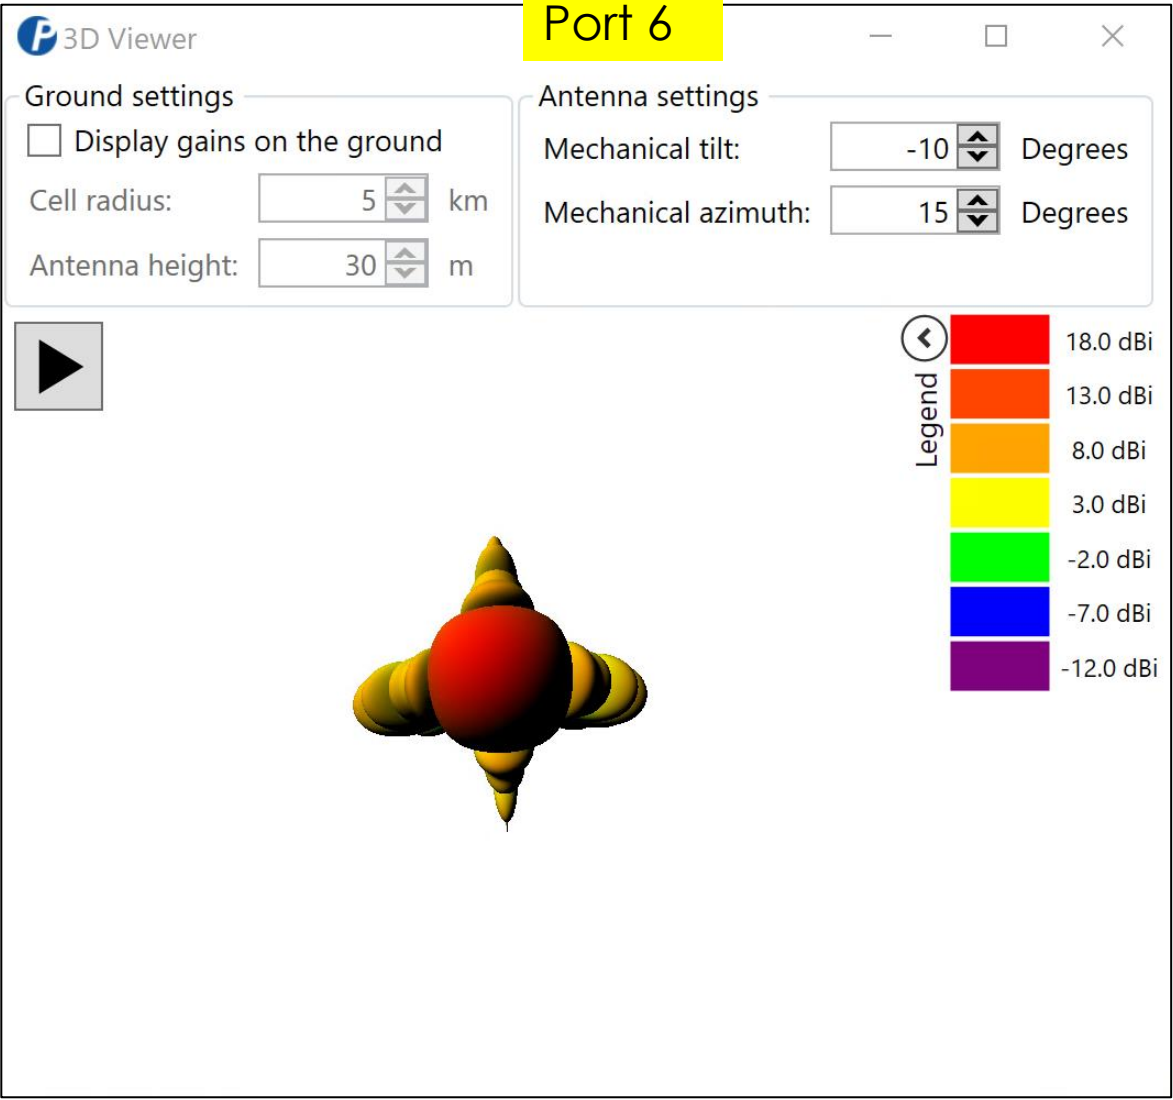 Port 6
3D Viewer
Ground settings
Display gains on the ground
Cell radius: 5 km
Antenna height: 30 m
Antenna settings
Mechanical tilt: -10 Degrees
Mechanical azimuth: 15 Degrees
Legend
18.0 dBi
13.0 dBi
8.0 dBi
3.0 dBi
-2.0 dBi
-7.0 dBi
-12.0 dBi